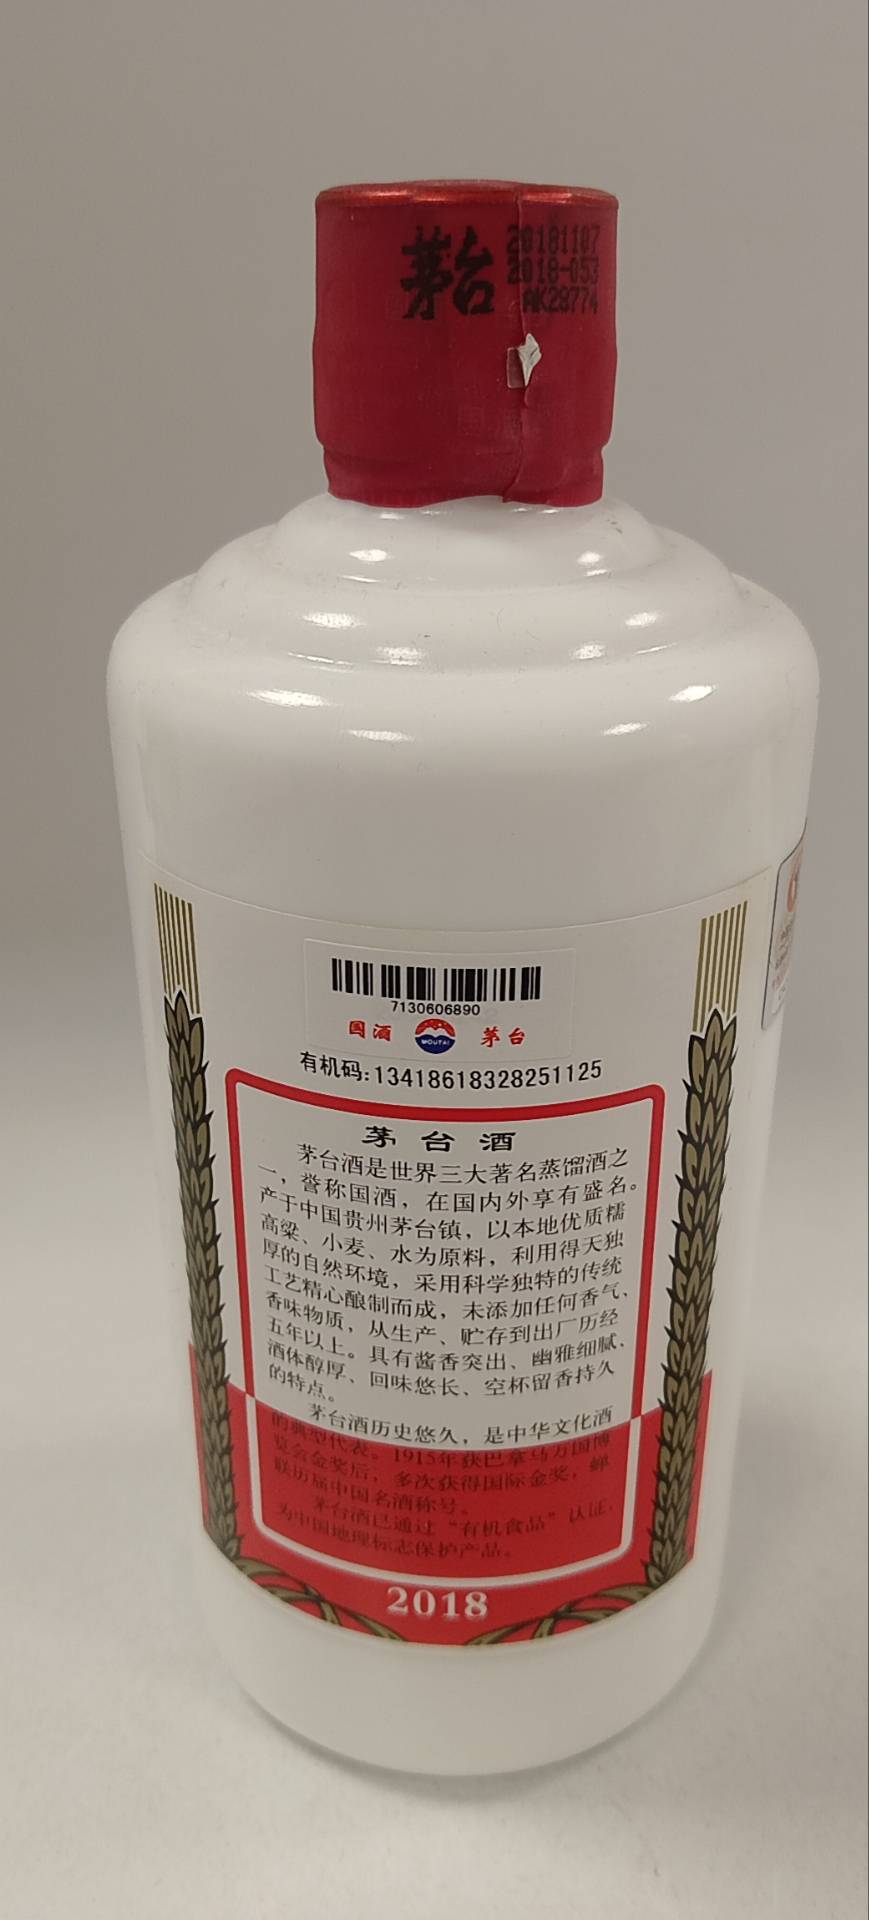 茅台
20181107
2018-053
AK28774
7130606890
国酒
MOUTAI
茅台
有机码:13418618328251125
茅台酒
茅台酒是世界三大著名蒸馏酒之
一，誉称国酒，在国内外享有盛名。
产于中国贵州茅台镇，以本地优质糯
高粱、小麦、水为原料，利用得天独
厚的自然环境，采用科学独特的传统
工艺精心酿制而成，未添加任何香气、
香味物质，从生产、贮存到出厂历经
五年以上。具有酱香突出、幽雅细腻、
酒体醇厚、回味悠长、空杯留香持久
的特点。
茅台酒历史悠久，是中华文化酒
的典型代表。1915年获巴拿马万国博
览会金奖后，多次获得国际金奖，蝉
联历届中国名酒称号。
茅台酒已通过“有机食品”认证，
为中国地理标志保护产品。
2018